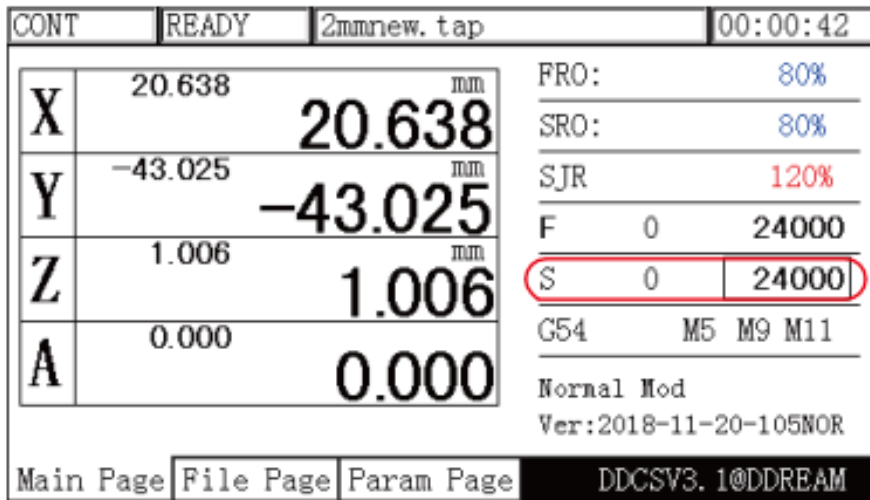 CONT READY 2mmnew.tap 00:00:42
X 20.638 mm 20.638
Y -43.025 mm -43.025
Z 1.006 mm 1.006
A 0.000 0.000
FRO: 80%
SRO: 80%
SJR 120%
F 0 24000
S 0 24000
G54 M5 M9 M11
Normal Mod
Ver:2018-11-20-105NOR
Main Page File Page Param Page DDCSV3.1@DDREAM